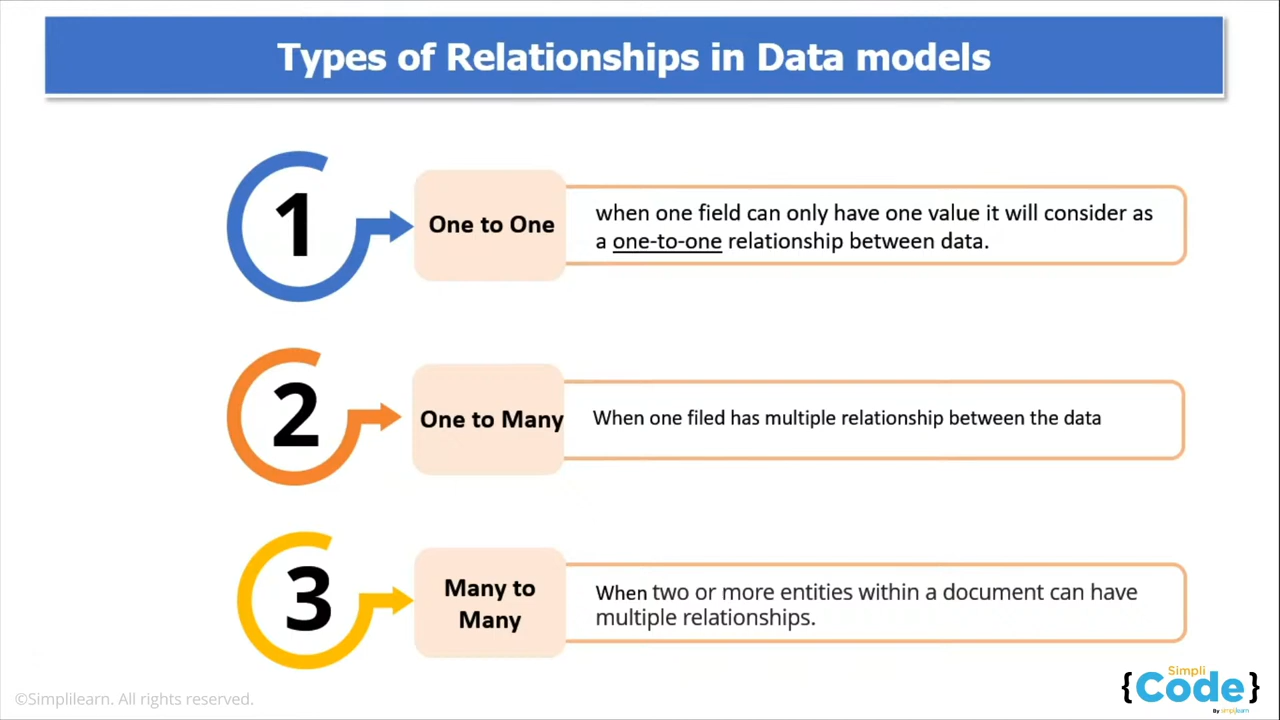 Types of Relationships in Data models
1
One to One
when one field can only have one value it will consider as
a one-to-one relationship between data.
2
One to Many
When one filed has multiple relationship between the data
3
Many to
Many
When two or more entities within a document can have
multiple relationships.
©Simplilearn. All rights reserved.
Simpli
{Code}
By simplilearn